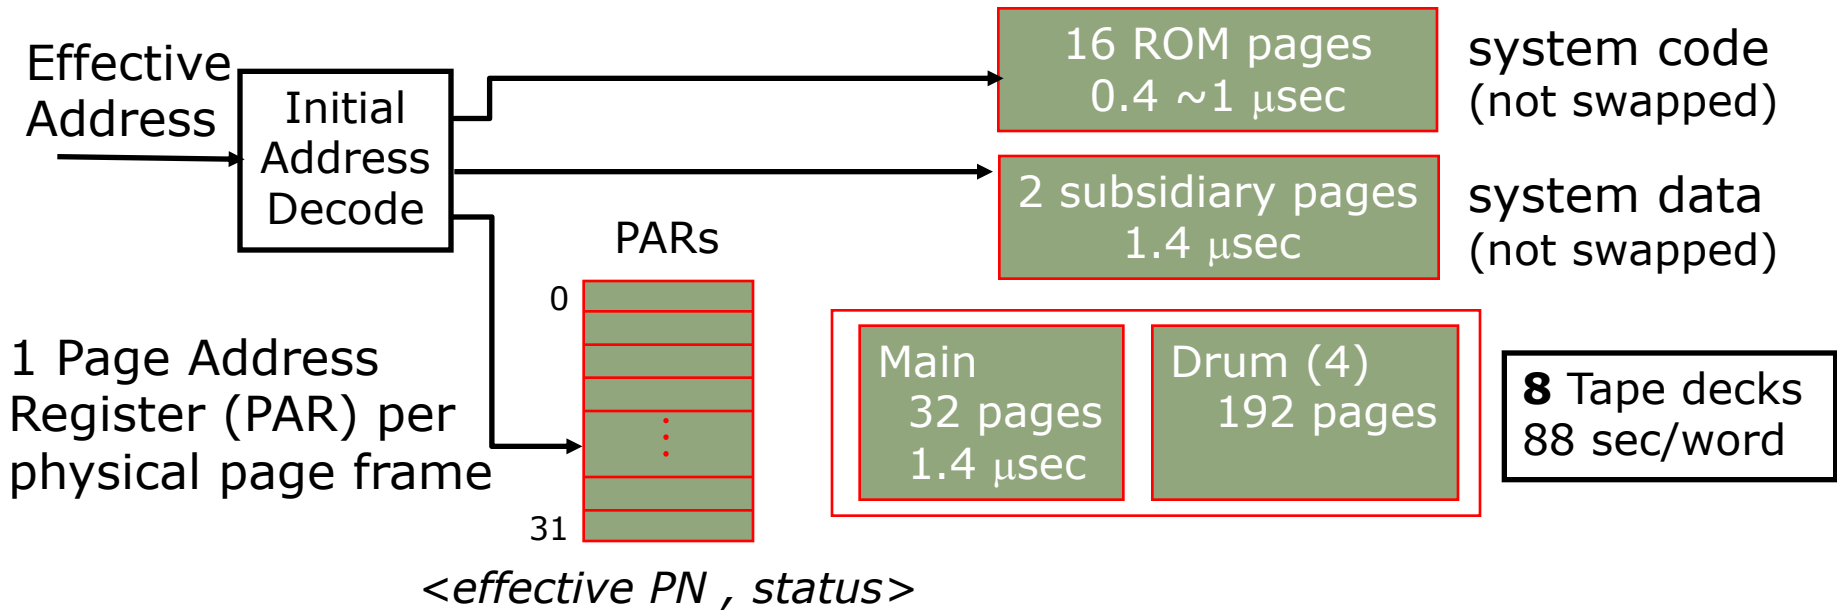 Effective
Address
Initial
Address
Decode
16 ROM pages
0.4 ~1 μsec
system code
(not swapped)
2 subsidiary pages
1.4 μsec
system data
(not swapped)
PARs
0
31
<effective PN , status>
1 Page Address
Register (PAR) per
physical page frame
Main
32 pages
1.4 μsec
Drum (4)
192 pages
8 Tape decks
88 sec/word